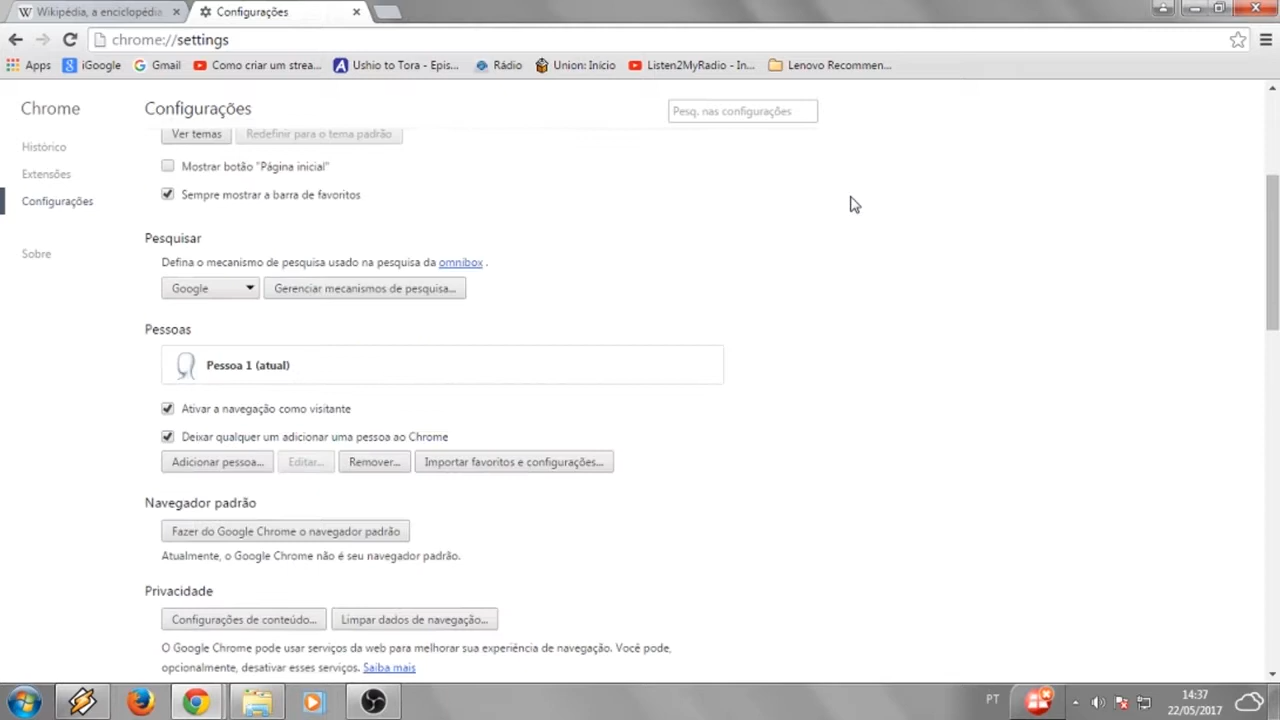 Wikipédia, a enciclopédia
Configurações
chrome://settings
Apps
iGoogle
Gmail
Como criar um strea...
Ushio to Tora - Epis...
Rádio
Union: Inicio
Listen2MyRadio - In...
Lenovo Recommen...
Chrome
Configurações
Pesq. nas configurações
Histórico
Extensões
Configurações
Sobre
Ver temas
Redefinir para o tema padrão
Mostrar botão "Página inicial"
Sempre mostrar a barra de favoritos
Pesquisar
Defina o mecanismo de pesquisa usado na pesquisa da omnibox .
Google
Gerenciar mecanismos de pesquisa...
Pessoas
Pessoa 1 (atual)
Ativar a navegação como visitante
Deixar qualquer um adicionar uma pessoa ao Chrome
Adicionar pessoa...
Editar...
Remover...
Importar favoritos e configurações...
Navegador padrão
Fazer do Google Chrome o navegador padrão
Atualmente, o Google Chrome não é seu navegador padrão.
Privacidade
Configurações de conteúdo...
Limpar dados de navegação...
O Google Chrome pode usar serviços da web para melhorar sua experiência de navegação. Você pode,
opcionalmente, desativar esses serviços. Saiba mais
PT
14:37
22/05/2017